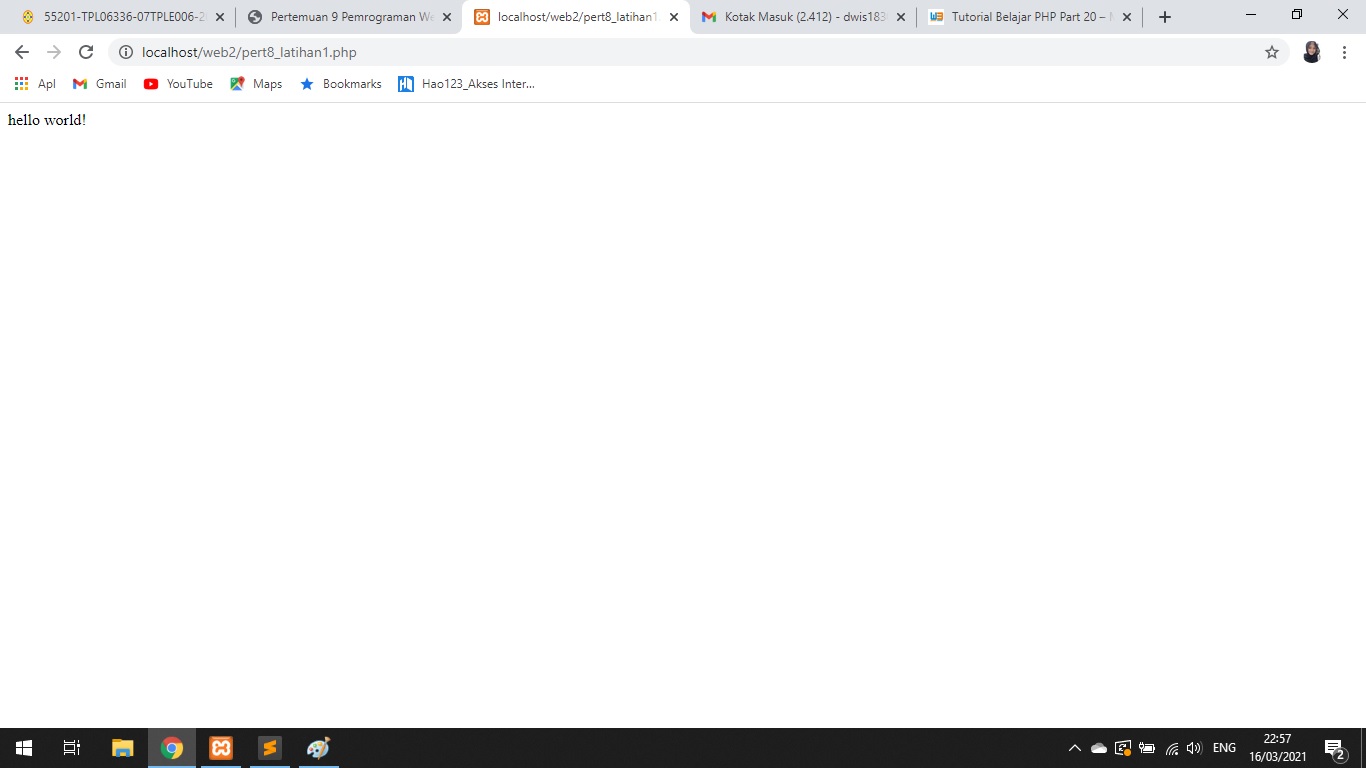 55201-TPL06336-07TPLE006-2
Pertemuan 9 Pemrograman We
localhost/web2/pert8_latihan1.
Kotak Masuk (2.412) - dwis183
Tutorial Belajar PHP Part 20 –
localhost/web2/pert8_latihan1.php
Apl
Gmail
YouTube
Maps
Bookmarks
Hao123_Akses Inter...
hello world!
ENG
22:57
16/03/2021
2